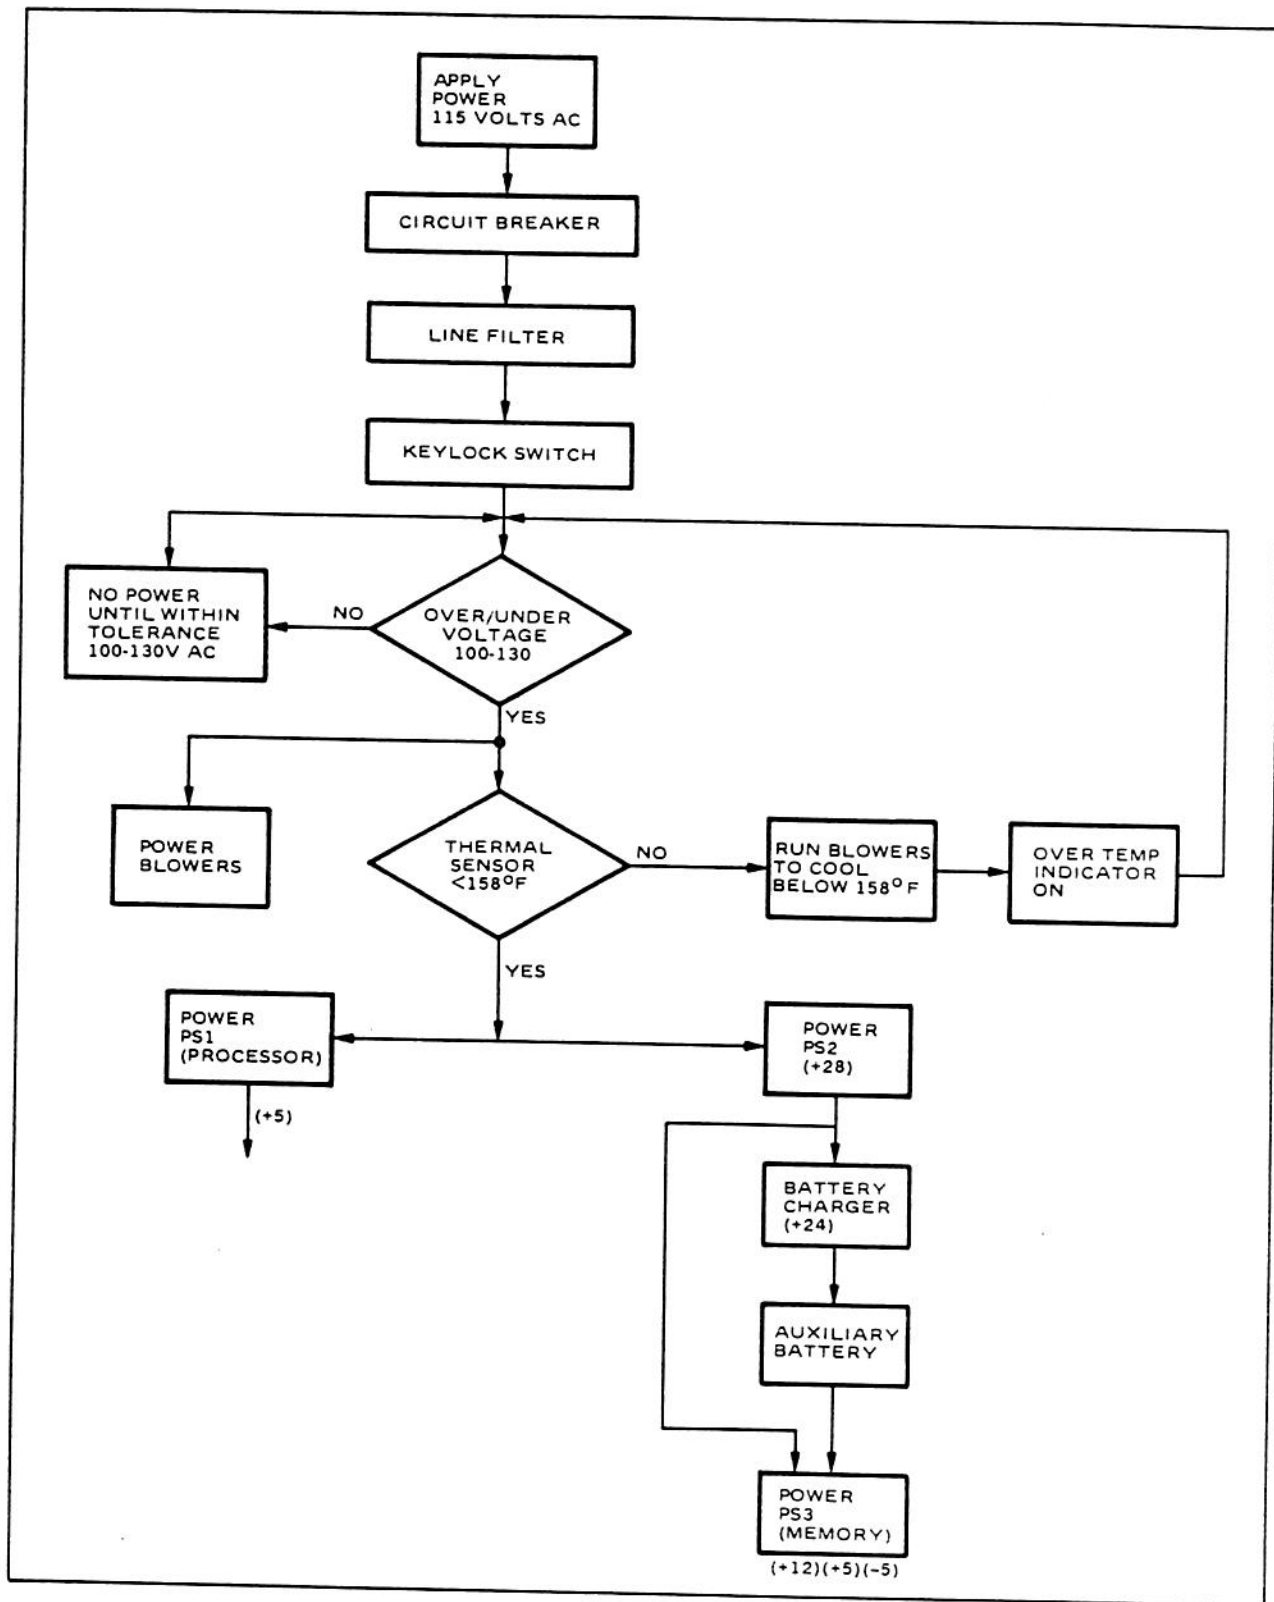 APPLY
POWER
115 VOLTS AC
CIRCUIT BREAKER
LINE FILTER
KEYLOCK SWITCH
NO POWER
UNTIL WITHIN
TOLERANCE
100-130V AC
NO
OVER/UNDER
VOLTAGE
100-130
YES
POWER
BLOWERS
THERMAL
SENSOR
<158°F
NO
RUN BLOWERS
TO COOL
BELOW 158°F
OVER TEMP
INDICATOR
ON
YES
POWER
PS1
(PROCESSOR)
(+5)
POWER
PS2
(+28)
BATTERY
CHARGER
(+24)
AUXILIARY
BATTERY
POWER
PS3
(MEMORY)
(+12)(+5)(-5)